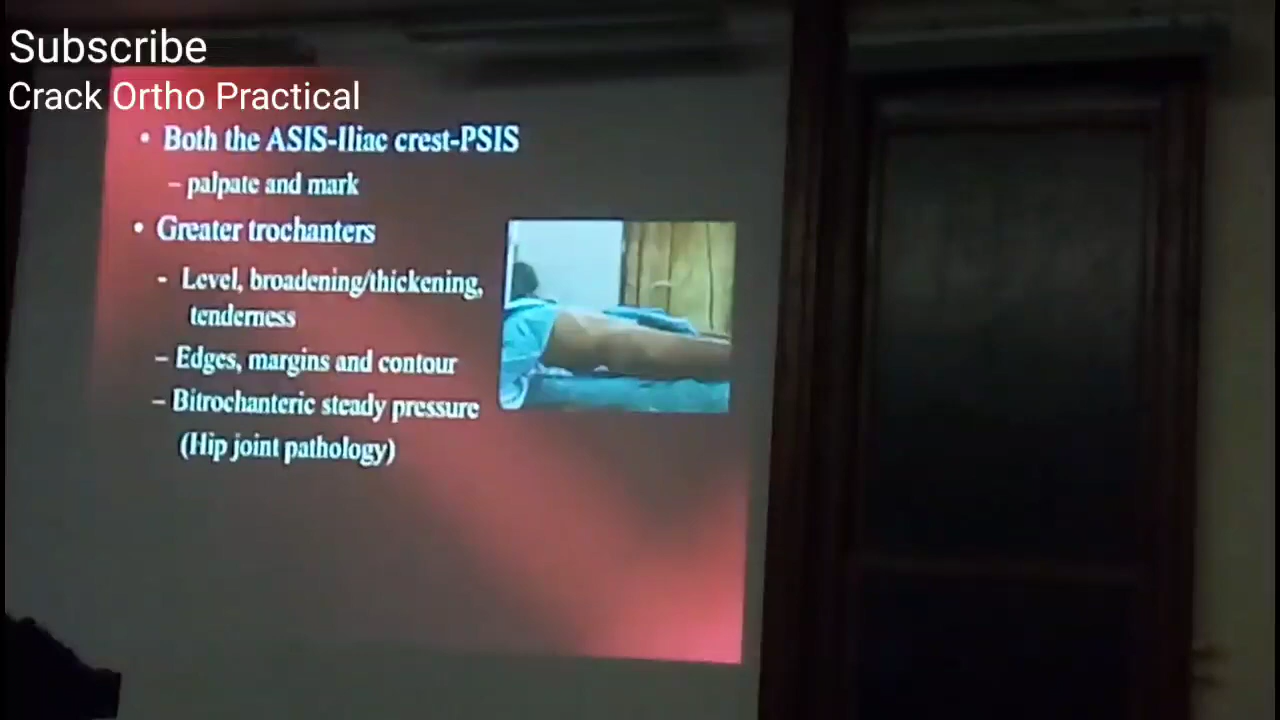 Subscribe
Crack Ortho Practical
• Both the ASIS-Iliac crest-PSIS
– palpate and mark
• Greater trochanters
- Level, broadening/thickening,
tenderness
– Edges, margins and contour
– Bitrochanteric steady pressure
(Hip joint pathology)